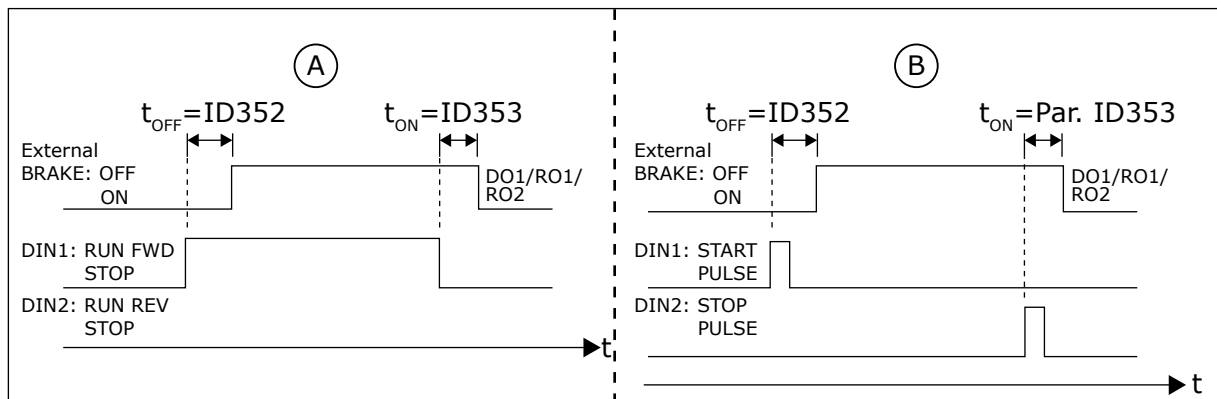 A
t_OFF=ID352
t_ON=ID353
External
BRAKE: OFF
ON
DO1/RO1/
RO2
DIN1: RUN FWD
STOP
DIN2: RUN REV
STOP
t
B
t_OFF=ID352
t_ON=Par. ID353
External
BRAKE: OFF
ON
DO1/RO1/
RO2
DIN1: START
PULSE
DIN2: STOP
PULSE
t